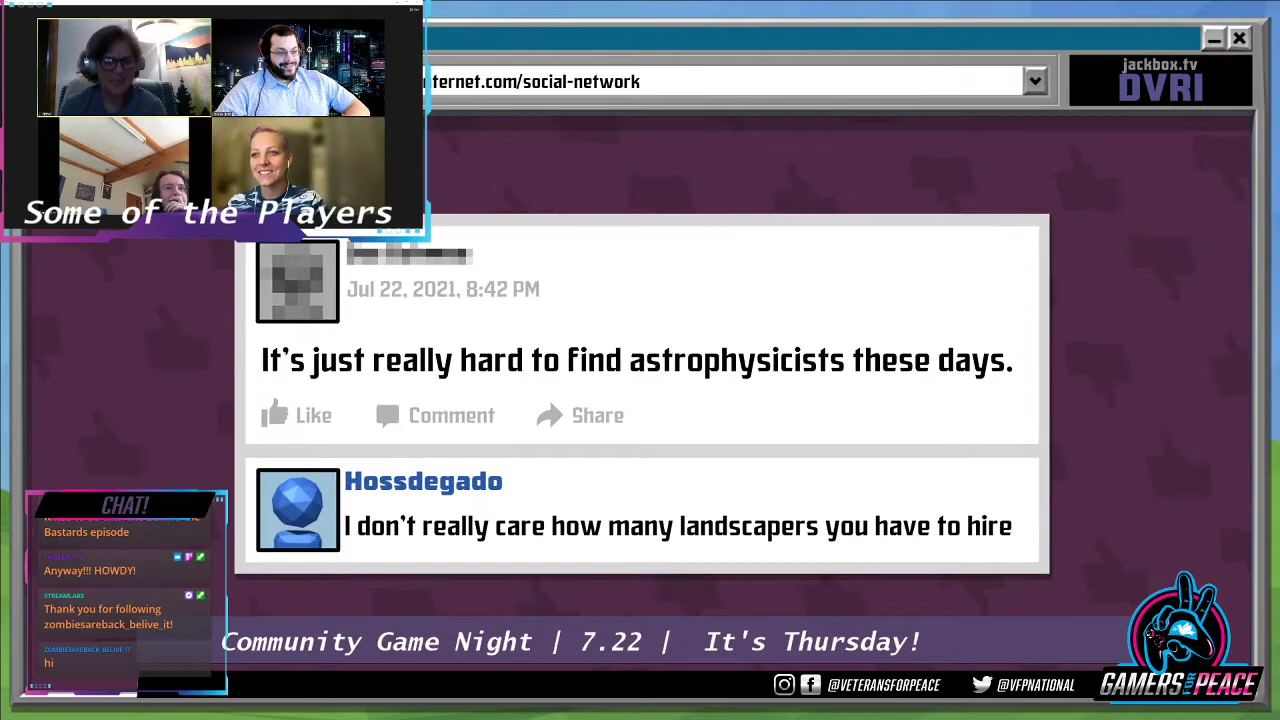 Some of the Players
nternet.com/social-network
jackbox.tv
DVRI
Jul 22, 2021, 8:42 PM
It's just really hard to find astrophysicists these days.
Like
Comment
Share
Hossdegado
I don't really care how many landscapers you have to hire
CHAT!
Bastards episode
Anyway!!! HOWDY!
STREAMLABS
Thank you for following
zombiesareback_belive_it!
ZOMBIESAREBACK_BELIVE_IT
hi
Community Game Night | 7.22 | It's Thursday!
@VETERANSFORPEACE
@VFPNATIONAL
GAMERS FOR PEACE